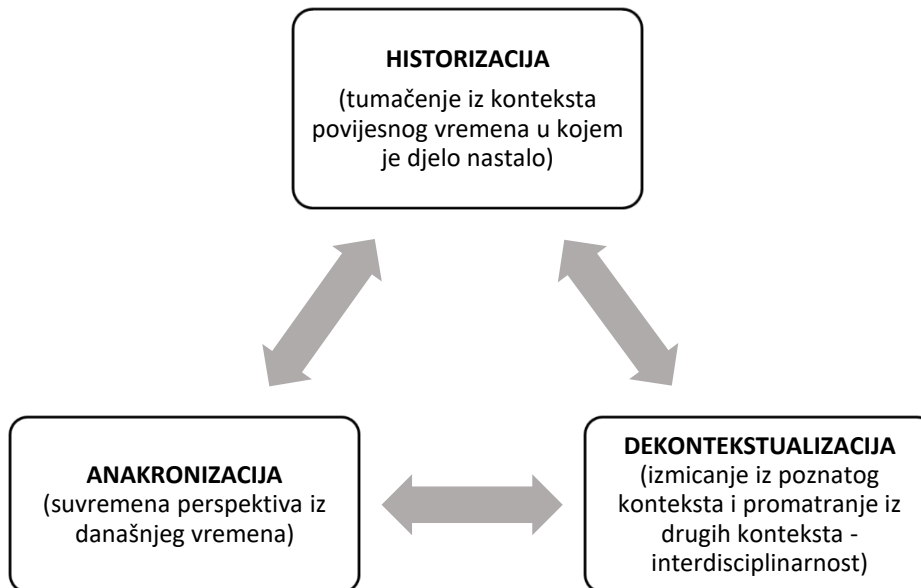 HISTORIZACIJA
(tumačenje iz konteksta
povijesnog vremena u kojem
je djelo nastalo)
ANAKRONIZACIJA
(suvremena perspektiva iz
današnjeg vremena)
DEKONTEKSTUALIZACIJA
(izmicanje iz poznatog
konteksta i promatranje iz
drugih konteksta -
interdisciplinarnost)